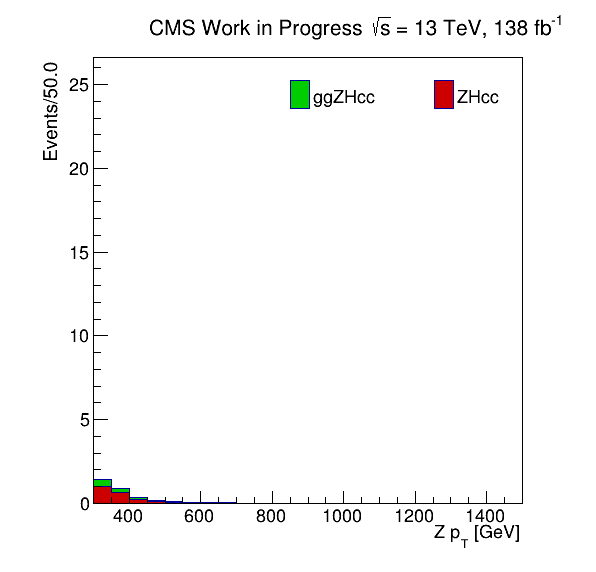 CMS Work in Progress √s = 13 TeV, 138 fb⁻¹
Events/50.0
25
20
15
10
5
0
ggZHcc
ZHcc
400 600 800 1000 1200 1400
Z p_T [GeV]